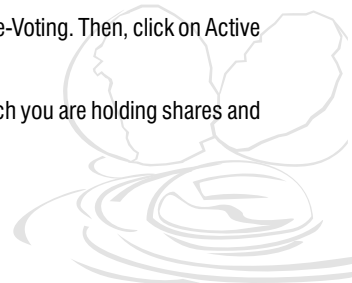 e-Voting. Then, click on Active
ch you are holding shares and